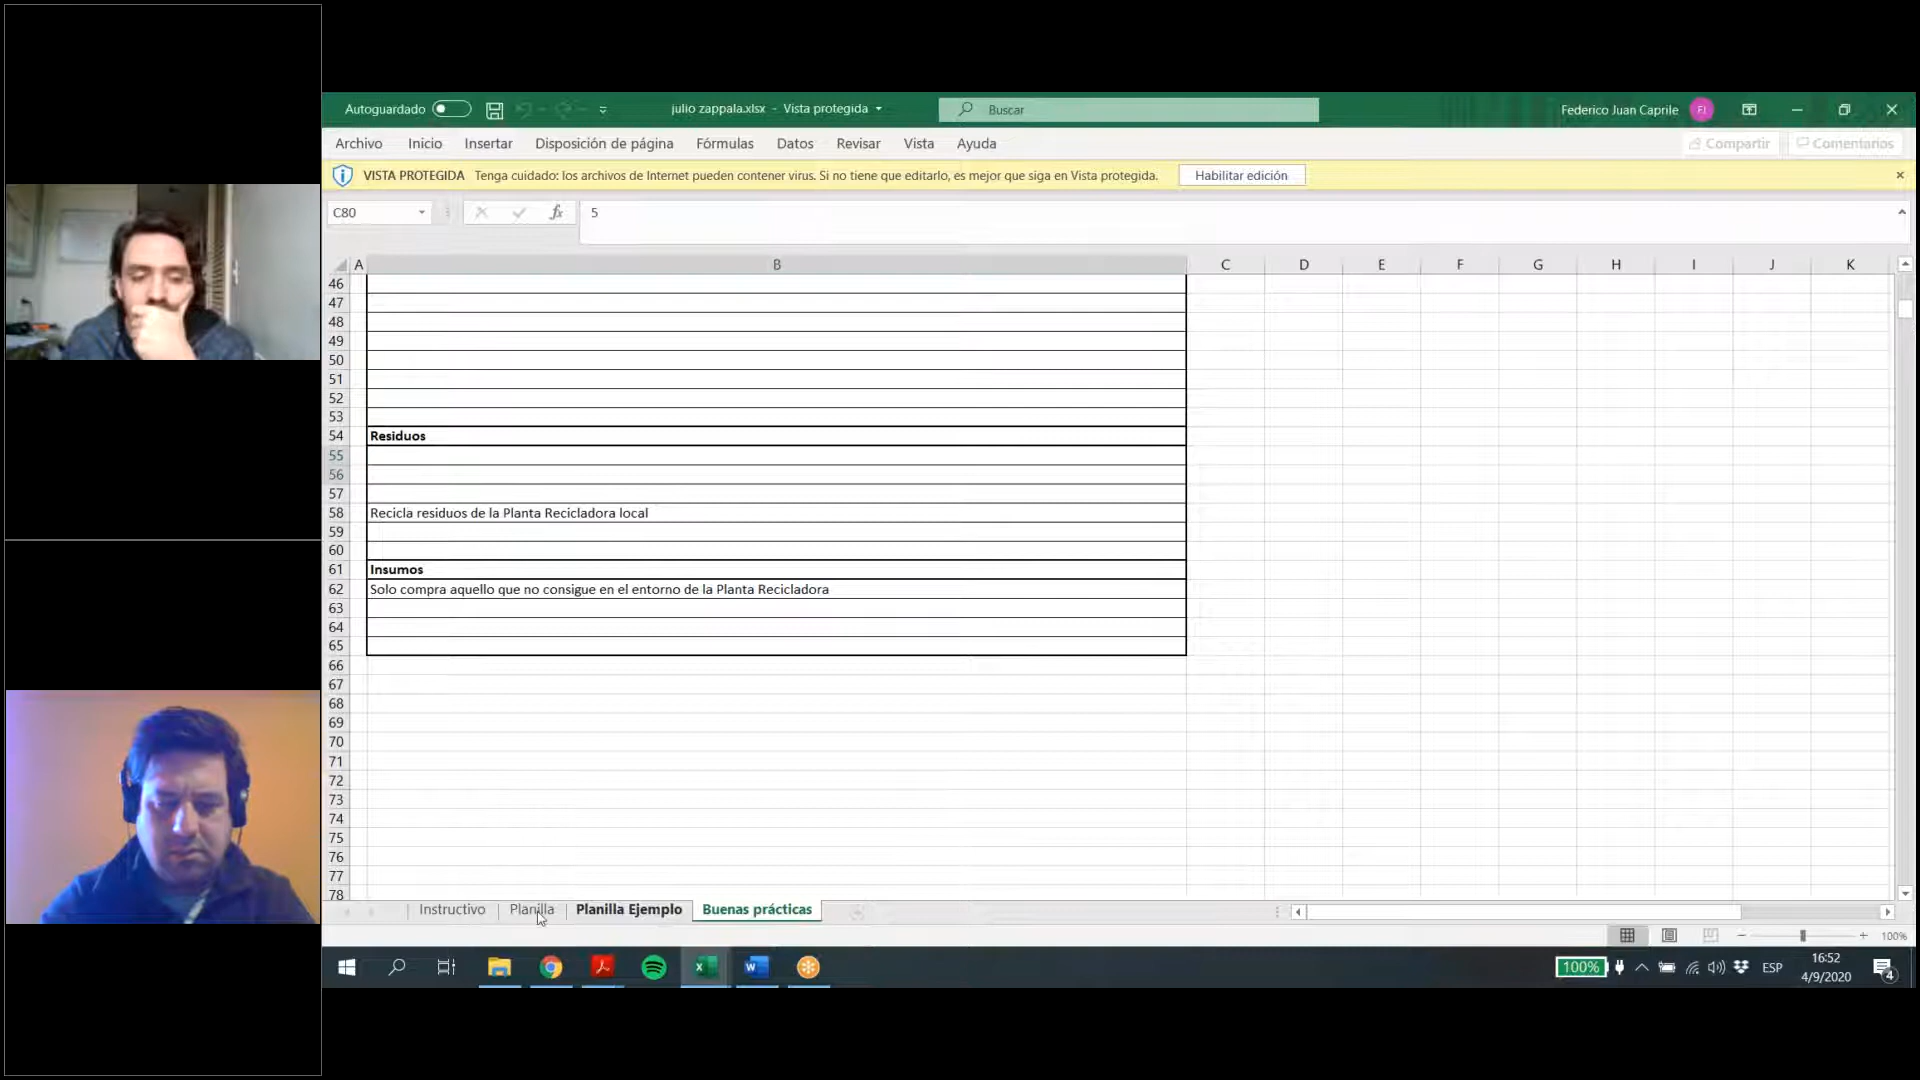 Autoguardado
julio zappala.xlsx - Vista protegida
Buscar
Federico Juan Caprile
FJ
Archivo Inicio Insertar Disposición de página Fórmulas Datos Revisar Vista Ayuda
Compartir
Comentarios
VISTA PROTEGIDA Tenga cuidado: los archivos de Internet pueden contener virus. Si no tiene que editarlo, es mejor que siga en Vista protegida.
Habilitar edición
C80
fx
5
A B C D E F G H I J K
46
47
48
49
50
51
52
53
54 Residuos
55
56
57
58 Recicla residuos de la Planta Recicladora local
59
60
61 Insumos
62 Solo compra aquello que no consigue en el entorno de la Planta Recicladora
63
64
65
66
67
68
69
70
71
72
73
74
75
76
77
78
Instructivo Planilla Planilla Ejemplo Buenas prácticas
100%
100%
ESP
16:52
4/9/2020
4